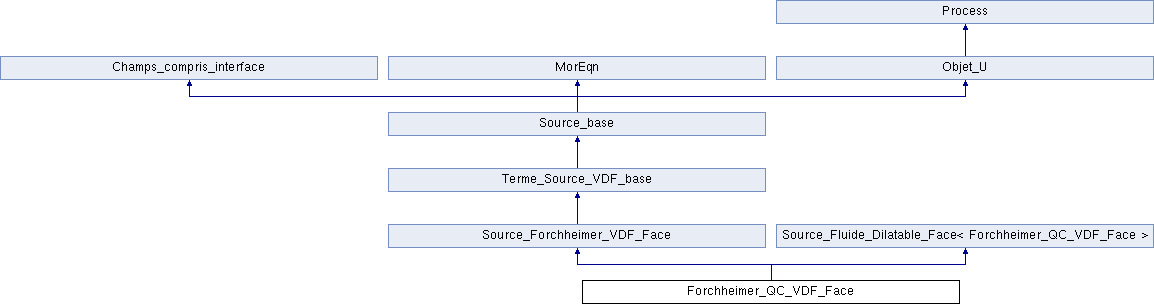 Process
Champs_compris_interface
MorEqn
Objet_U
Source_base
Terme_Source_VDF_base
Source_Forchheimer_VDF_Face
Source_Fluide_Dilatable_Face< Forchheimer_QC_VDF_Face >
Forchheimer_QC_VDF_Face